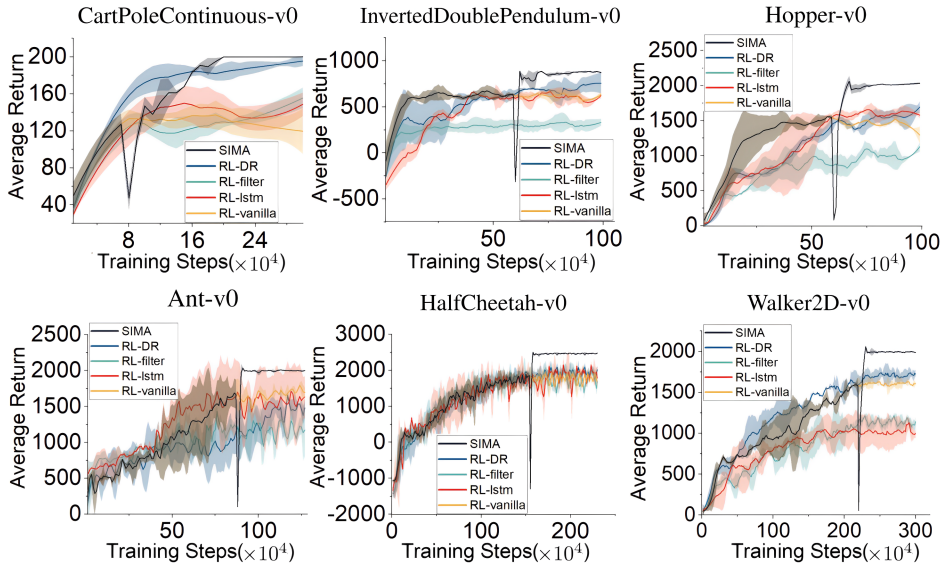 CartPoleContinuous-v0
Average Return
200
160
120
80
40
SIMA
RL-DR
RL-filter
RL-lstm
RL-vanilla
8
16
24
Training Steps(×10⁴)
InvertedDoublePendulum-v0
Average Return
1000
500
0
-500
SIMA
RL-DR
RL-filter
RL-lstm
RL-vanilla
50
100
Training Steps(×10⁴)
Hopper-v0
Average Return
2500
2000
1500
1000
500
0
SIMA
RL-DR
RL-filter
RL-lstm
RL-vanilla
0
50
100
Training Steps(×10⁴)
Ant-v0
Average Return
2500
2000
1500
1000
500
0
SIMA
RL-DR
RL-filter
RL-lstm
RL-vanilla
50
100
Training Steps(×10⁴)
HalfCheetah-v0
Average Return
3000
2000
1000
0
-1000
-2000
SIMA
RL-DR
RL-filter
RL-lstm
RL-vanilla
0
100
200
Training Steps(×10⁴)
Walker2D-v0
Average Return
2000
1500
1000
500
0
SIMA
RL-DR
RL-filter
RL-lstm
RL-vanilla
0
100
200
300
Training Steps(×10⁴)